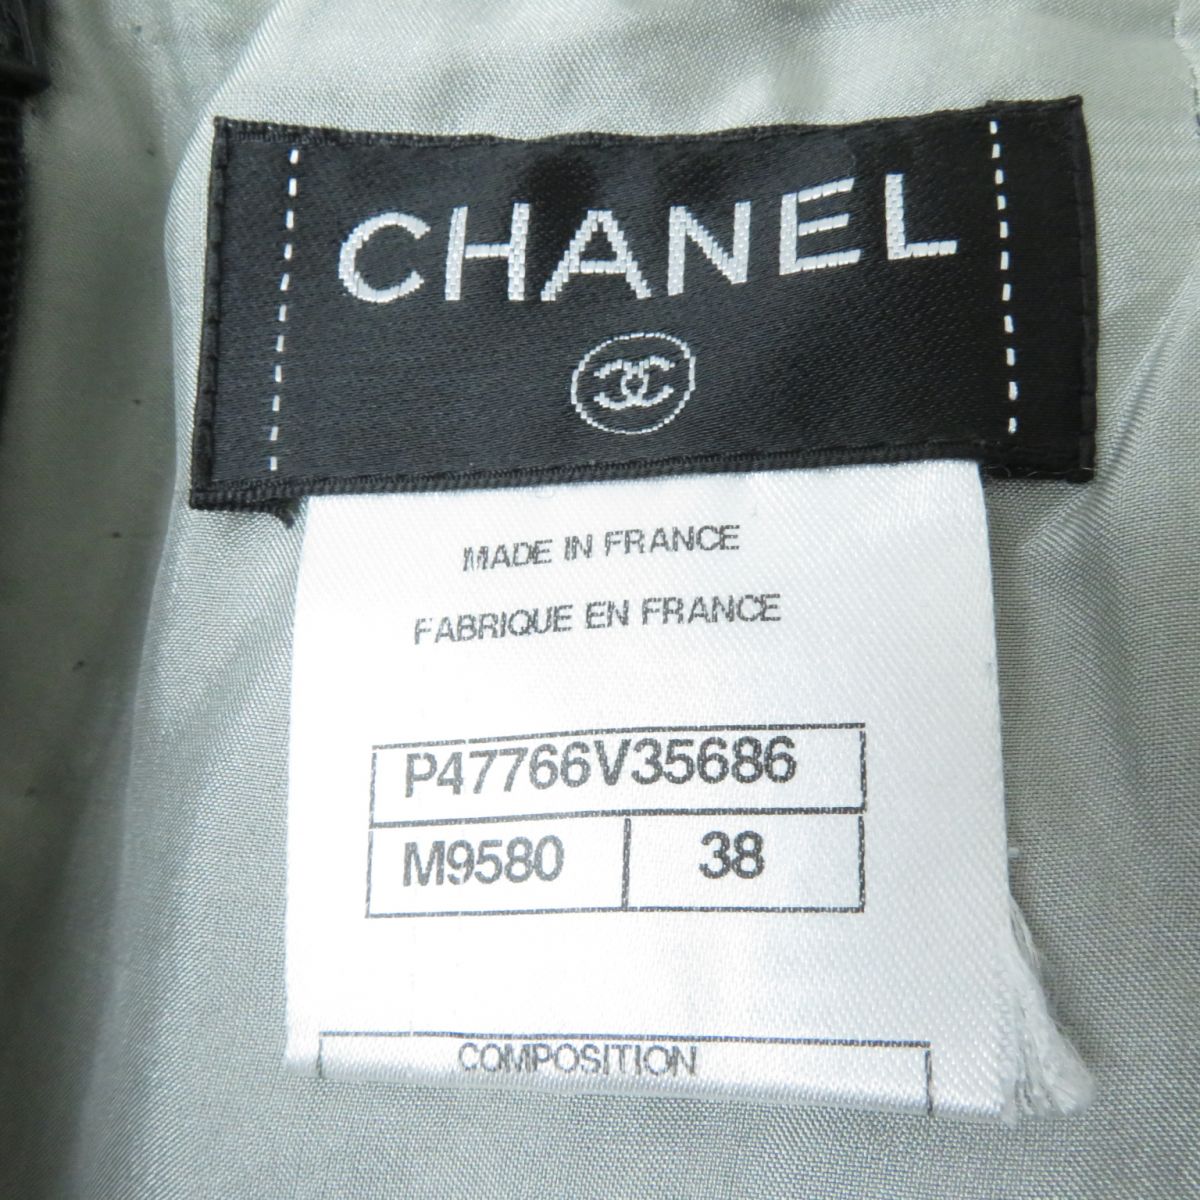 CHANEL
MADE IN FRANCE
FABRIQUE EN FRANCE
P47766V35686
M9580 38
COMPOSITION